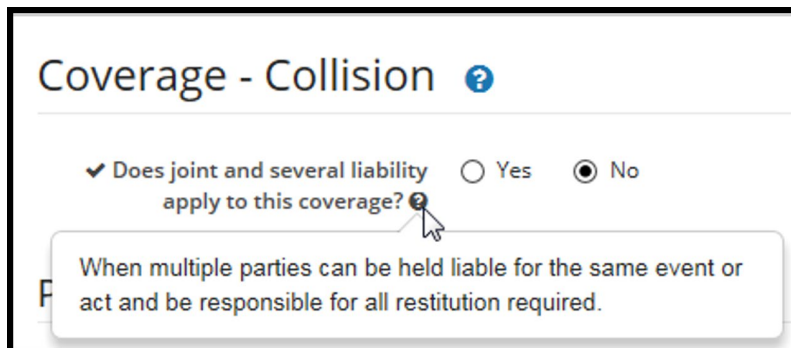 Coverage - Collision ?
✔ Does joint and several liability Yes No
apply to this coverage? ?
When multiple parties can be held liable for the same event or
act and be responsible for all restitution required.